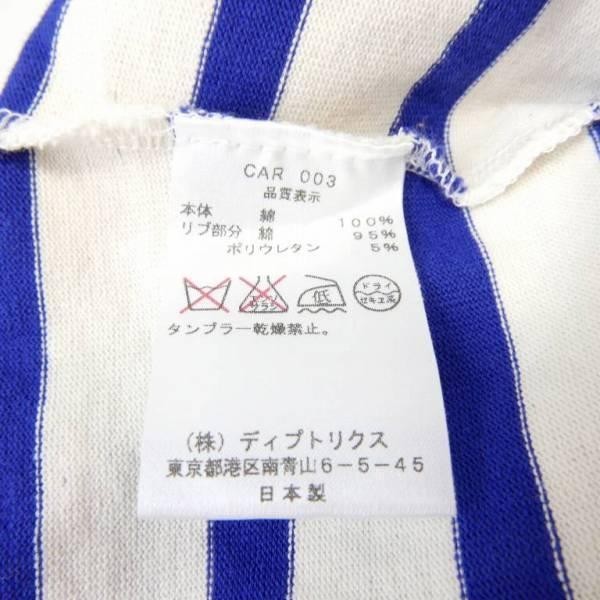 CAR 003
品質表示
本体 綿 100%
リブ部分 綿 95%
ポリウレタン 5%
エンソ サラシ 低 ドライ セキユ系
タンブラー乾燥禁止。
(株) ディプトリクス
東京都港区南青山6-5-45
日本製